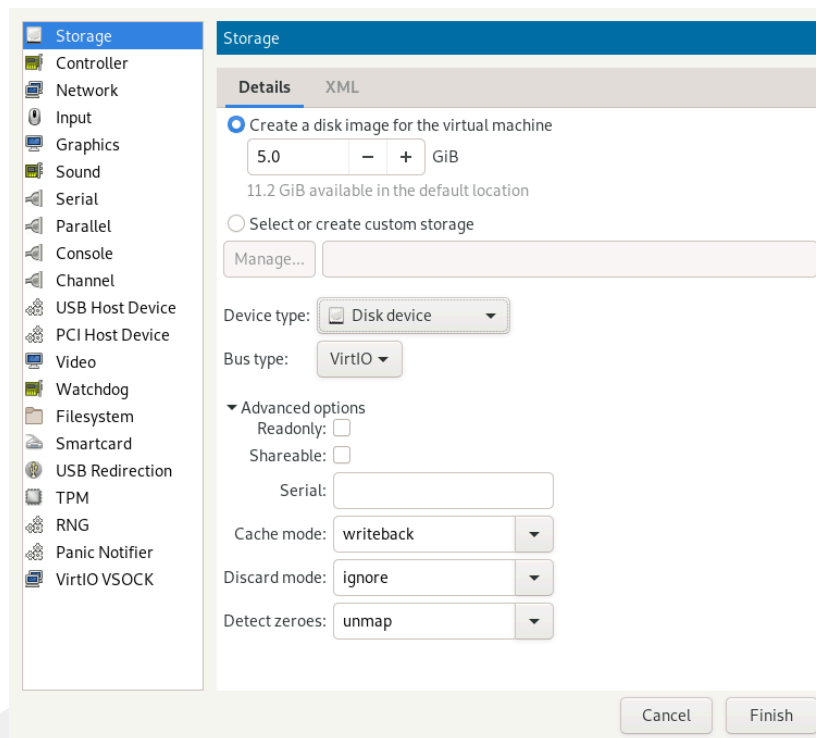 Storage
Controller
Network
Input
Graphics
Sound
Serial
Parallel
Console
Channel
USB Host Device
PCI Host Device
Video
Watchdog
Filesystem
Smartcard
USB Redirection
TPM
RNG
Panic Notifier
VirtIO VSOCK
Storage
Details XML
Create a disk image for the virtual machine
5.0 − + GiB
11.2 GiB available in the default location
Select or create custom storage
Manage...
Device type: Disk device
Bus type: VirtIO
Advanced options
Readonly:
Shareable:
Serial:
Cache mode: writeback
Discard mode: ignore
Detect zeroes: unmap
Cancel Finish